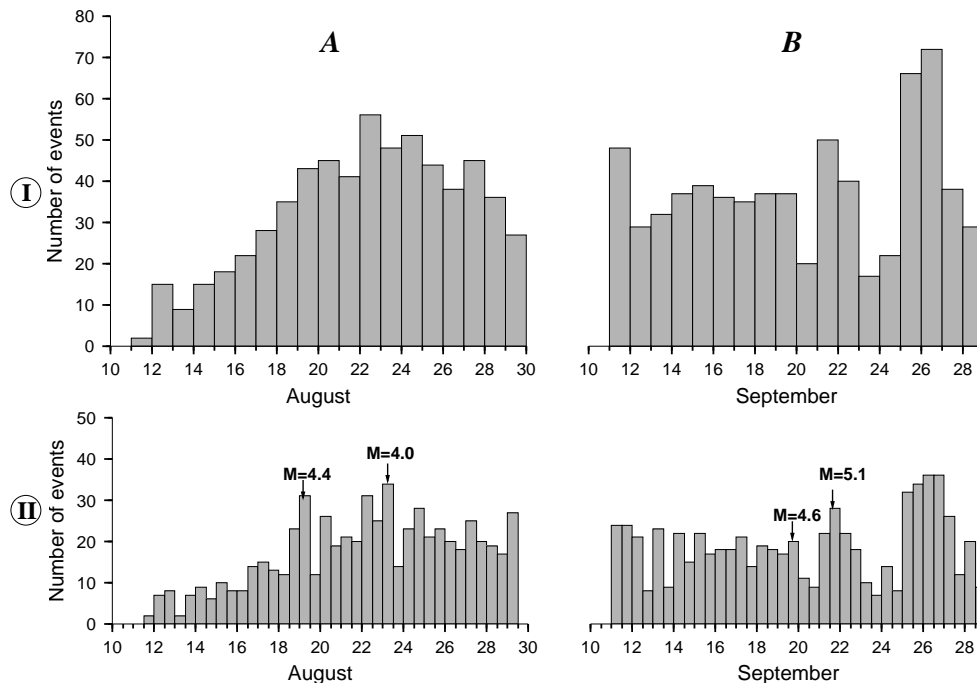 A
B
I
Number of events
80
70
60
50
40
30
20
10
0
10 12 14 16 18 20 22 24 26 28 30
August
10 12 14 16 18 20 22 24 26 28
September
II
Number of events
50
40
30
20
10
0
M=4.4
M=4.0
M=5.1
M=4.6
10 12 14 16 18 20 22 24 26 28 30
August
10 12 14 16 18 20 22 24 26 28
September